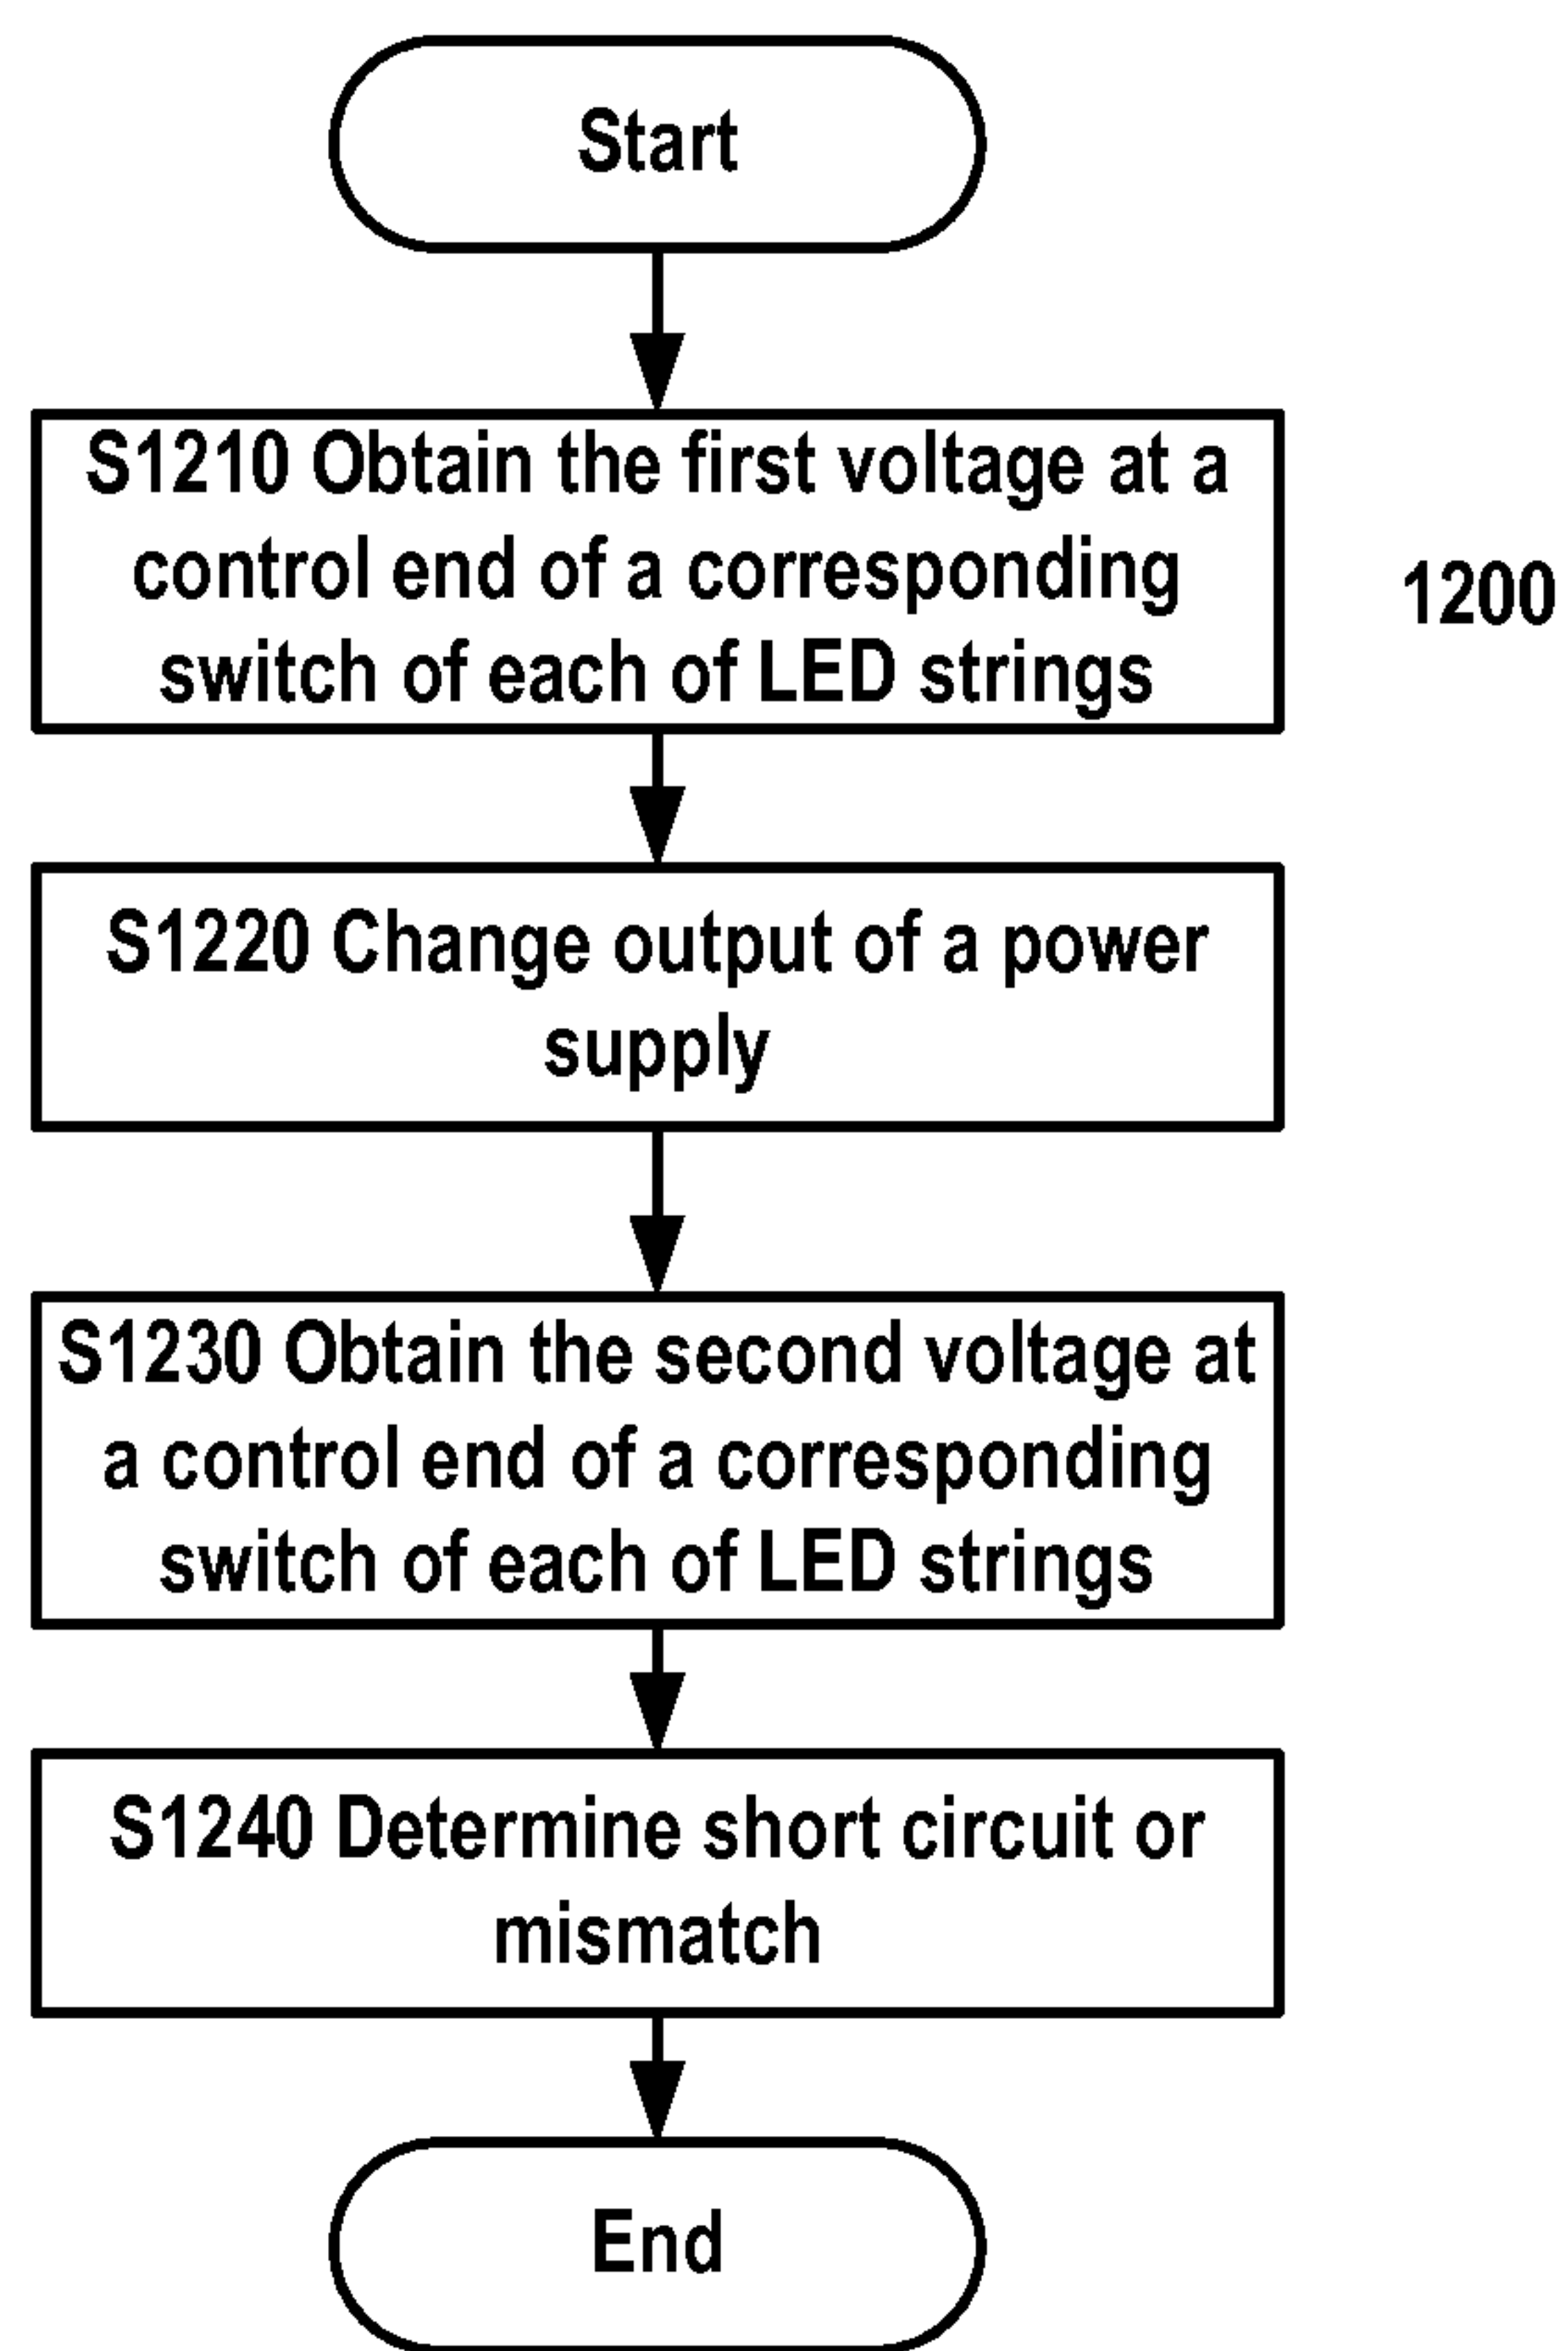 Start
S1210 Obtain the first voltage at a
control end of a corresponding
switch of each of LED strings
1200
S1220 Change output of a power
supply
S1230 Obtain the second voltage at
a control end of a corresponding
switch of each of LED strings
S1240 Determine short circuit or
mismatch
End